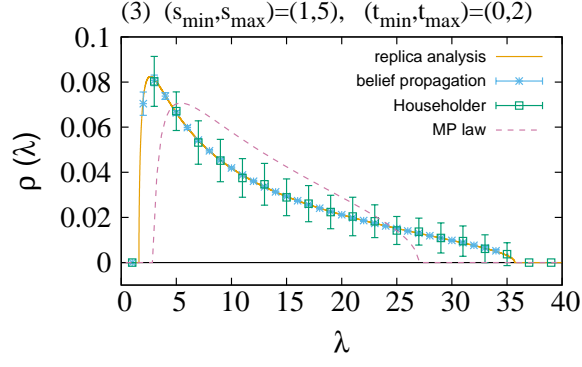 (3) (s_min,s_max)=(1,5), (t_min,t_max)=(0,2)
0.1
0.08
0.06
0.04
0.02
0
ρ (λ)
replica analysis
belief propagation
Householder
MP law
0 5 10 15 20 25 30 35 40
λ